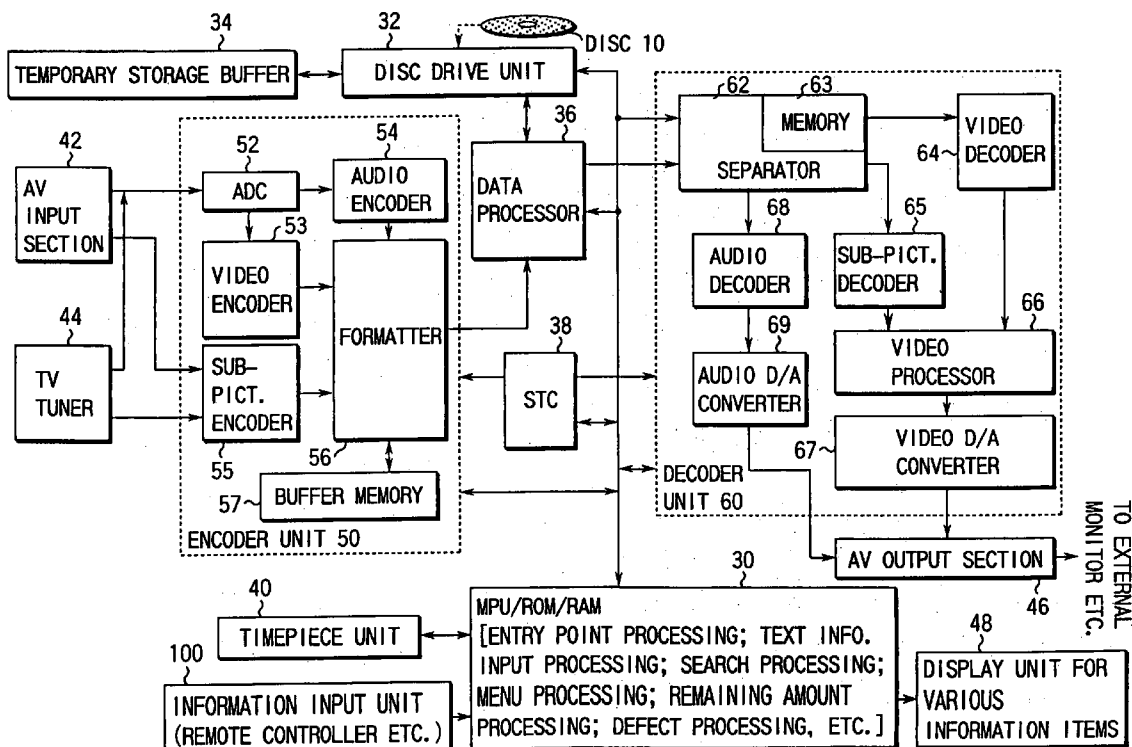 34
32
DISC 10
TEMPORARY STORAGE BUFFER
DISC DRIVE UNIT
62
63
MEMORY
SEPARATOR
VIDEO
DECODER
64
36
DATA
PROCESSOR
42
AV
INPUT
SECTION
52
ADC
54
AUDIO
ENCODER
53
VIDEO
ENCODER
FORMATTER
68
AUDIO
DECODER
65
SUB-PICT.
DECODER
44
TV
TUNER
SUB-
PICT.
ENCODER
55
56
38
STC
69
AUDIO D/A
CONVERTER
66
VIDEO
PROCESSOR
67
VIDEO D/A
CONVERTER
57
BUFFER MEMORY
ENCODER UNIT 50
DECODER
UNIT 60
TO EXTERNAL
MONITOR ETC.
AV OUTPUT SECTION
46
40
TIMEPIECE UNIT
30
MPU/ROM/RAM
[ENTRY POINT PROCESSING; TEXT INFO.
INPUT PROCESSING; SEARCH PROCESSING;
MENU PROCESSING; REMAINING AMOUNT
PROCESSING; DEFECT PROCESSING, ETC.]
100
INFORMATION INPUT UNIT
(REMOTE CONTROLLER ETC.)
48
DISPLAY UNIT FOR
VARIOUS
INFORMATION ITEMS